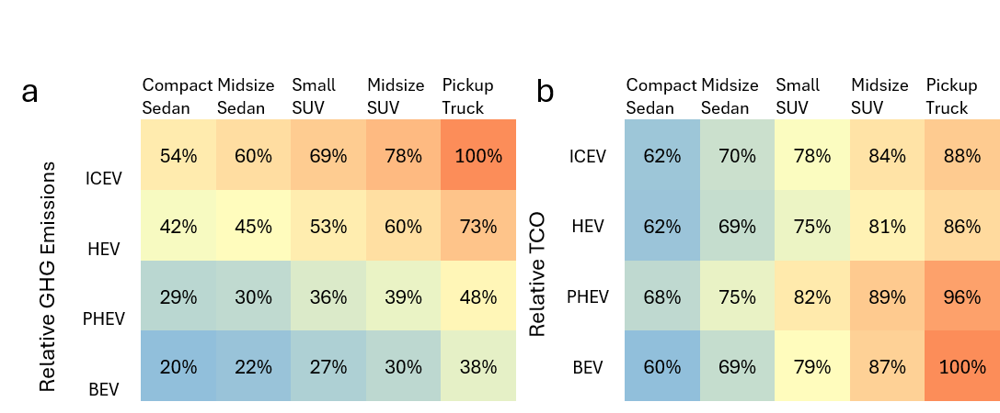 a
Compact Midsize Small Midsize Pickup
Sedan Sedan SUV SUV Truck
Relative GHG Emissions
ICEV 54% 60% 69% 78% 100%
HEV 42% 45% 53% 60% 73%
PHEV 29% 30% 36% 39% 48%
BEV 20% 22% 27% 30% 38%
b
Compact Midsize Small Midsize Pickup
Sedan Sedan SUV SUV Truck
Relative TCO
ICEV 62% 70% 78% 84% 88%
HEV 62% 69% 75% 81% 86%
PHEV 68% 75% 82% 89% 96%
BEV 60% 69% 79% 87% 100%